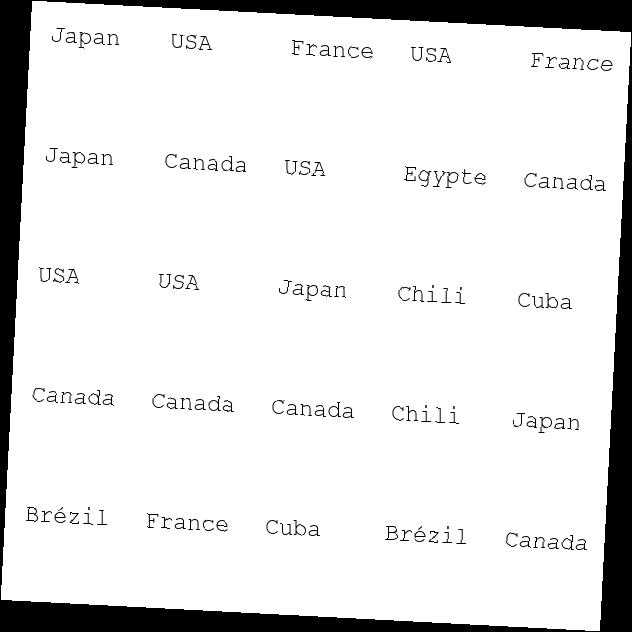 Japan USA France USA France
Japan Canada USA Egypte Canada
USA USA Japan Chili Cuba
Canada Canada Canada Chili Japan
Brézil France Cuba Brézil Canada